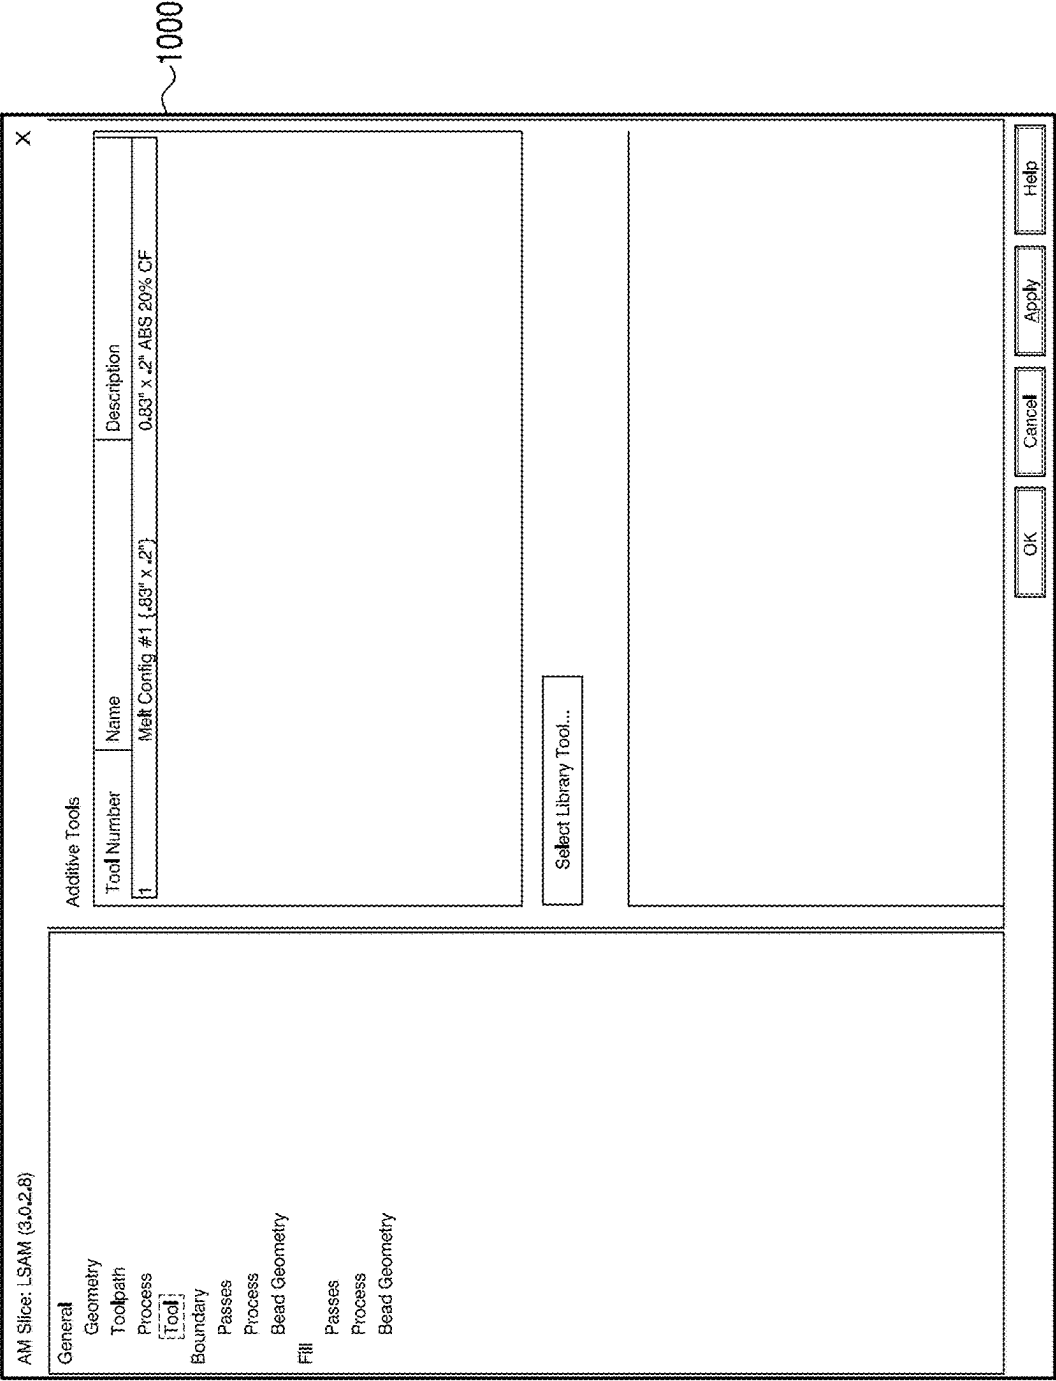 1000
AM Slice: LSAM (3.0.2.8) X
General
Geometry
Toolpath
Process
Tool
Boundary
Passes
Process
Bead Geometry
Fill
Passes
Process
Bead Geometry
Additive Tools
Tool Number Name Description
1 Melt Config #1 (.83" x .2") 0.83" x .2" ABS 20% CF
Select Library Tool...
OK Cancel Apply Help